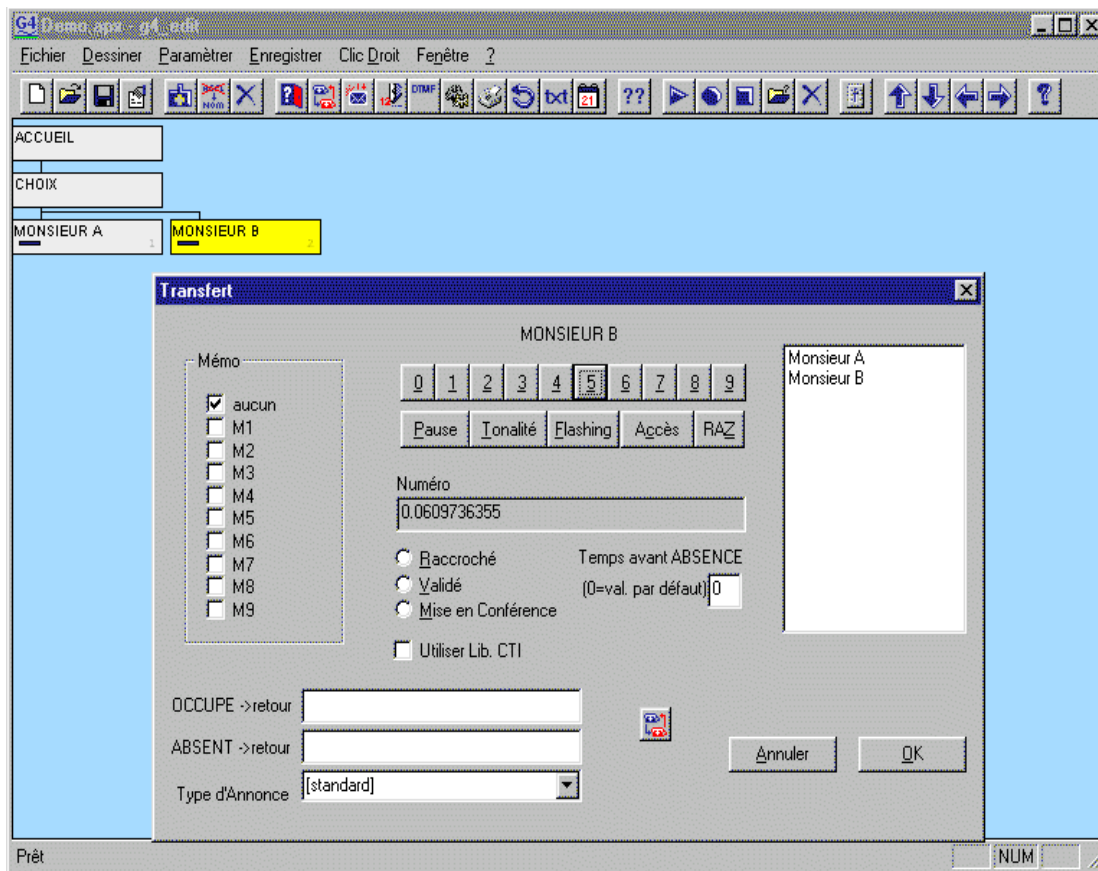 G4 Demo.apx - g4_edit
Fichier Dessiner Paramètrer Enregistrer Clic Droit Fenêtre ?
DTMF txt 21 ??
ACCUEIL
CHOIX
MONSIEUR A 1
MONSIEUR B 2
Transfert
MONSIEUR B
Mémo
aucun
M1
M2
M3
M4
M5
M6
M7
M8
M9
0 1 2 3 4 5 6 7 8 9
Pause Tonalité Flashing Accès RAZ
Numéro
0.0609736355
Raccroché
Validé
Mise en Conférence
Temps avant ABSENCE
(0=val. par défaut) 0
Utiliser Lib. CTI
Monsieur A
Monsieur B
OCCUPE ->retour
ABSENT ->retour
Type d'Annonce [standard]
Annuler OK
Prêt NUM